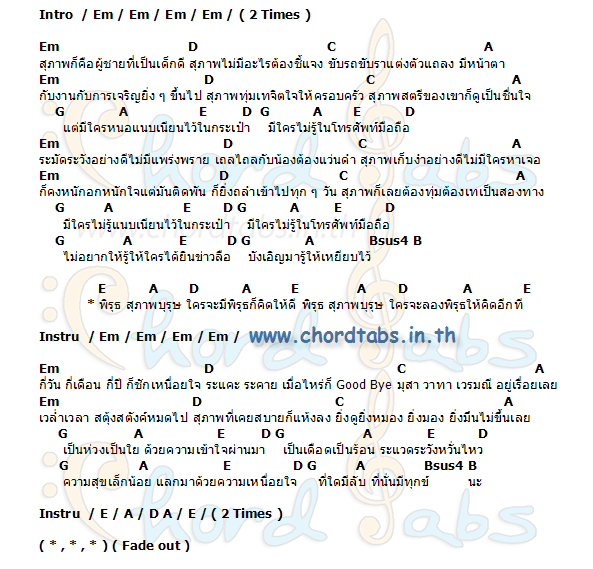 Intro / Em / Em / Em / Em / ( 2 Times )
Em D C A
สุภาพก็คือผู้ชายที่เป็นเด็กดี สุภาพไม่มีอะไรต้องชี้แจง ขับรถขับราแต่งตัวแถลง มีหน้าตา
Em D C A
กับงานกับการเจริญยิ่ง ๆ ขึ้นไป สุภาพทุ่มเทจิตใจให้ครอบครัว สุภาพสตรีของเขาก็ดูเป็นชื่นใจ
G A E D G A E D
แต่มีใครหนอแนบเนียนไว้ในกระเป๋า มีใครไม่รู้ในโทรศัพท์มือถือ
Em D C A
ระมัดระวังอย่างดีไม่มีแพร่งพราย เถลไถลกับน้องต้องแว่นดำ สุภาพเก็บงำอย่างดีไม่มีใครหาเจอ
Em D C A
ก็คงหนักอกหนักใจแต่มันติดพัน ก็ยิ่งถลำเข้าไปทุก ๆ วัน สุภาพก็เลยต้องทุ่มต้องเทเป็นสองทาง
G A E D G A E D
มีใครไม่รู้แนบเนียนไว้ในกระเป๋า มีใครไม่รู้ในโทรศัพท์มือถือ
G A E D G A Bsus4 B
ไม่อยากให้รู้ให้ใครได้ยินข่าวลือ บังเอิญมารู้ให้เหยียบไว้
E A D A E A D A E
* พิรุธ สุภาพบุรุษ ใครจะมีพิรุธก็คิดให้ดี พิรุธ สุภาพบุรุษ ใครจะลองพิรุธให้คิดอีกที
Instru / Em / Em / Em / Em / www.chordtabs.in.th
Em D C A
กี่วัน กี่เดือน กี่ปี ก็ชักเหนื่อยใจ ระแคะ ระคาย เมื่อไหร่ก็ Good Bye มุสา วาทา เวรมณี อยู่เรื่อยเลย
Em D C A
เวล่ำเวลา สตุ้งสตังค์หมดไป สุภาพที่เคยสบายก็แห้งลง ยิ่งดูยิ่งหมอง ยิ่งมอง ยิ่งมืนไม่ขึ้นเลย
G A E D G A E D
เป็นห่วงเป็นใย ด้วยความเข้าใจผ่านมา เป็นเดือดเป็นร้อน ระแวดระวังหวั่นไหว
G A E D G A Bsus4 B
ความสุขเล็กน้อย แลกมาด้วยความเหนื่อยใจ ที่ใดมีลับ ที่นั่นมีทุกข์ นะ
Instru / E / A / D A / E / ( 2 Times )
( * , * , * ) ( Fade out )